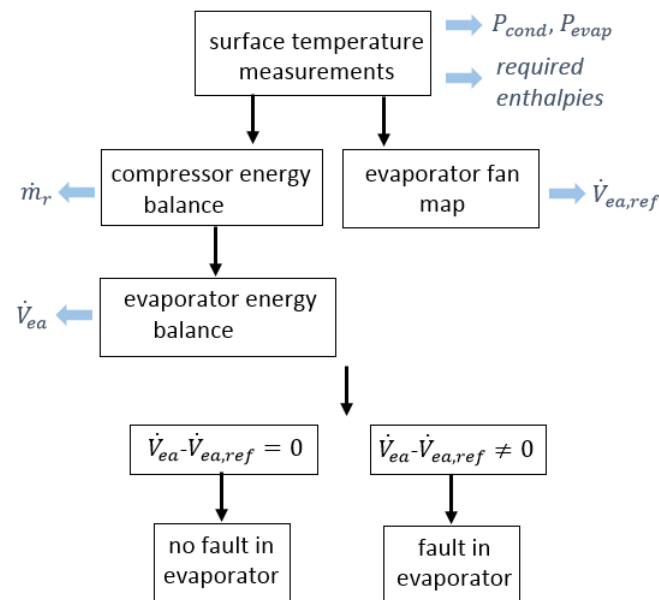 surface temperature
measurements
P_cond, P_evap
required
enthalpies
compressor energy
balance
ṁ_r
evaporator fan
map
V̇_ea,ref
evaporator energy
balance
V̇_ea
V̇_ea-V̇_ea,ref = 0
V̇_ea-V̇_ea,ref ≠ 0
no fault in
evaporator
fault in
evaporator